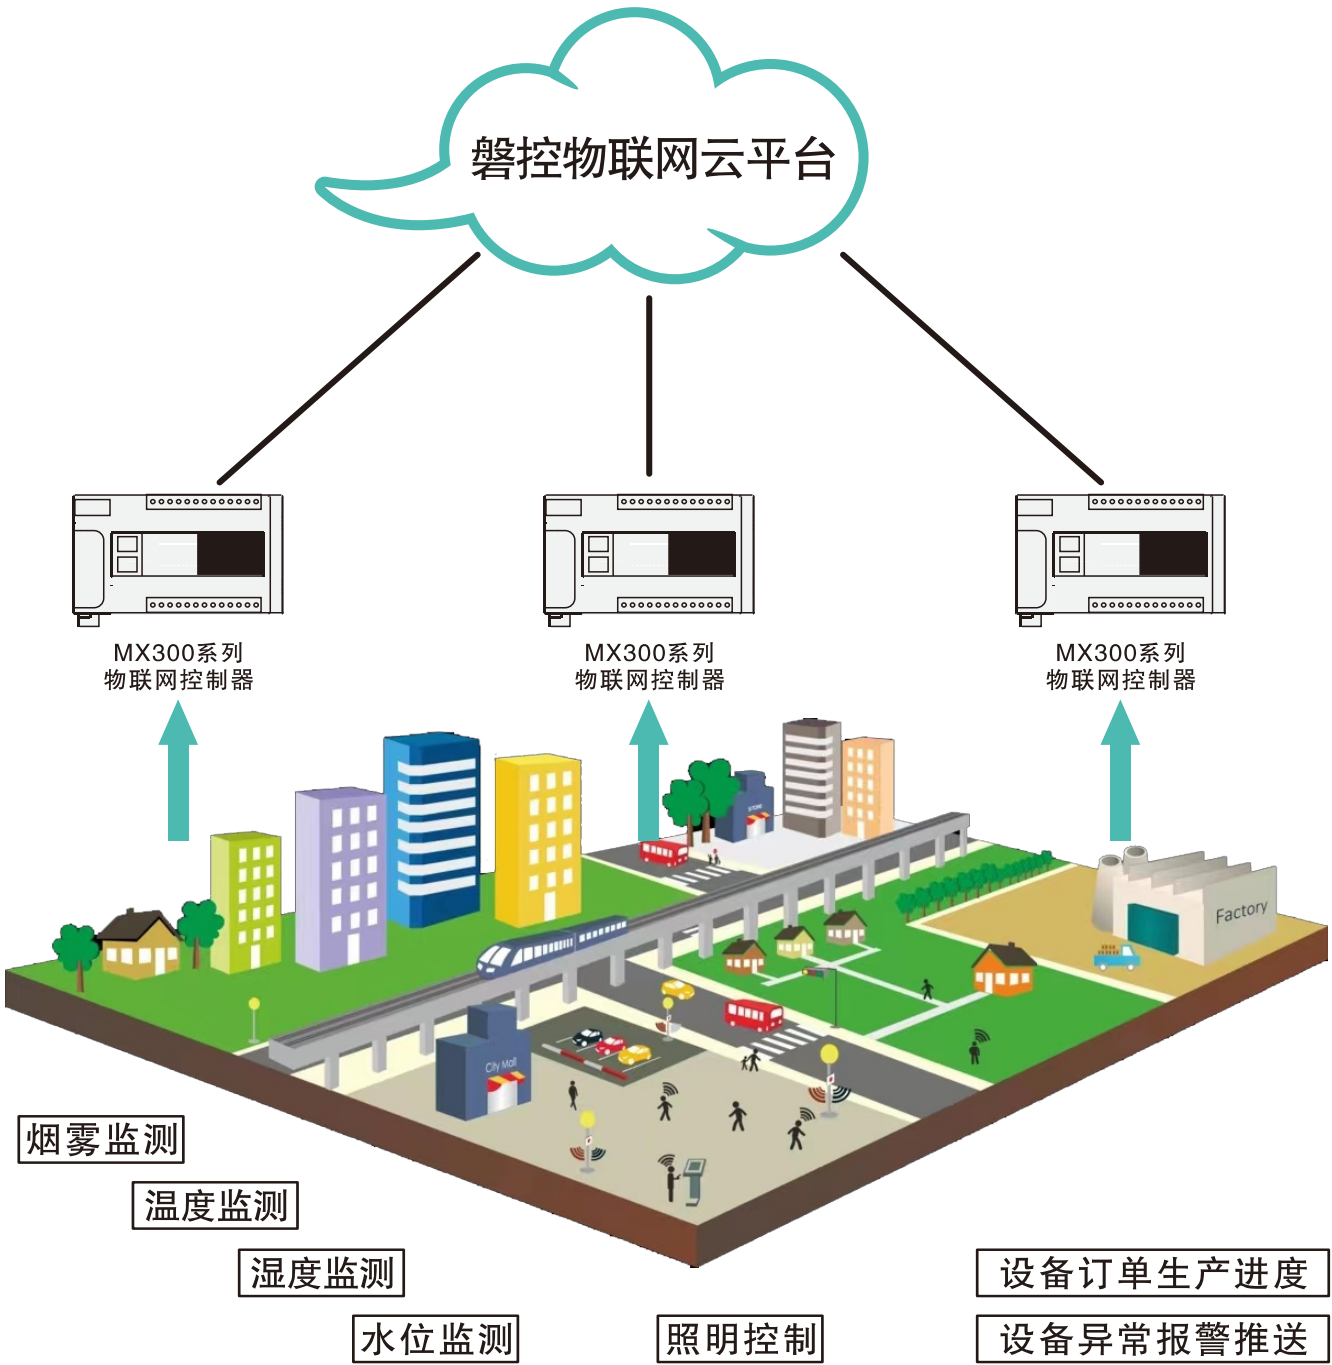 磐控物联网云平台
MX300系列
物联网控制器
MX300系列
物联网控制器
MX300系列
物联网控制器
STORE
Factory
City Mall
烟雾监测
温度监测
湿度监测
水位监测
照明控制
设备订单生产进度
设备异常报警推送